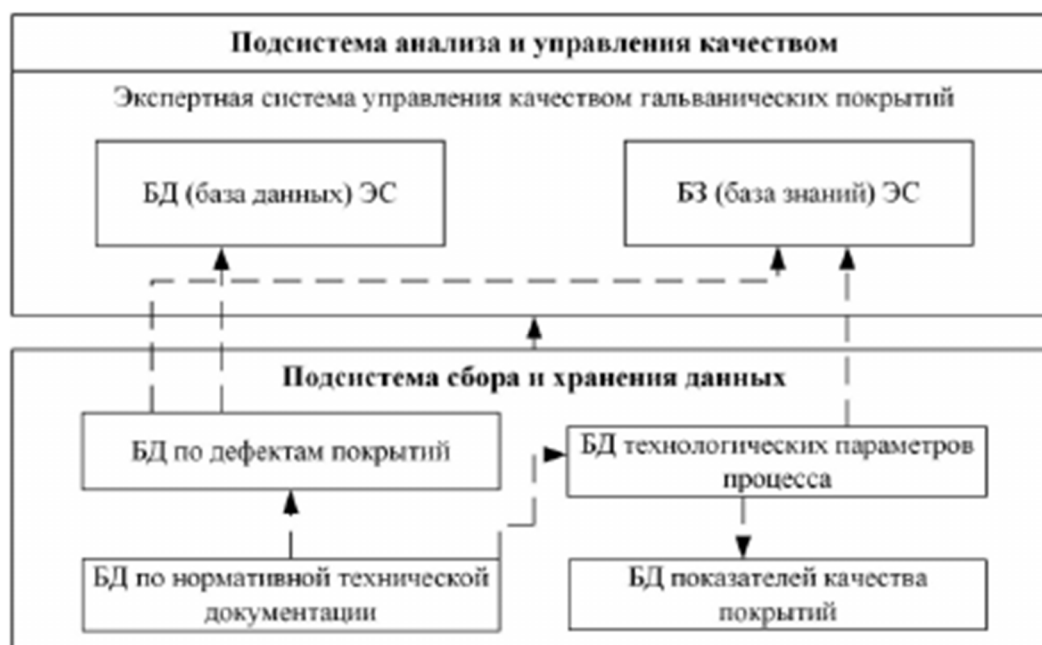 Подсистема анализа и управления качеством
Экспертная система управления качеством гальванических покрытий
БД (база данных) ЭС
БЗ (база знаний) ЭС
Подсистема сбора и хранения данных
БД по дефектам покрытий
БД технологических параметров
процесса
БД по нормативной технической
документации
БД показателей качества
покрытий